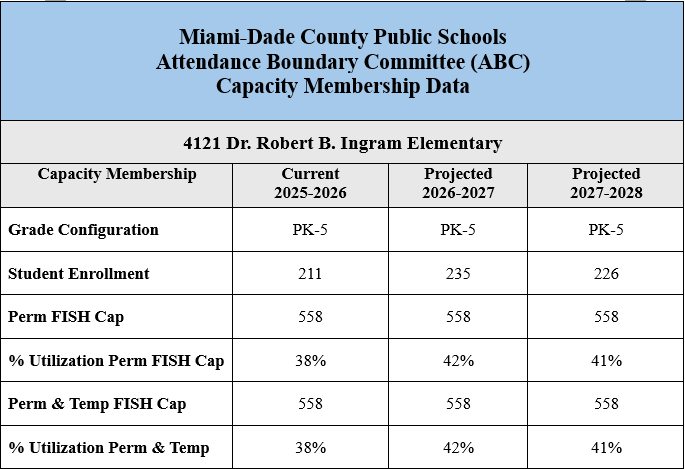 Miami-Dade County Public Schools
Attendance Boundary Committee (ABC)
Capacity Membership Data
4121 Dr. Robert B. Ingram Elementary
Capacity Membership Current 2025-2026 Projected 2026-2027 Projected 2027-2028
Grade Configuration PK-5 PK-5 PK-5
Student Enrollment 211 235 226
Perm FISH Cap 558 558 558
% Utilization Perm FISH Cap 38% 42% 41%
Perm & Temp FISH Cap 558 558 558
% Utilization Perm & Temp 38% 42% 41%